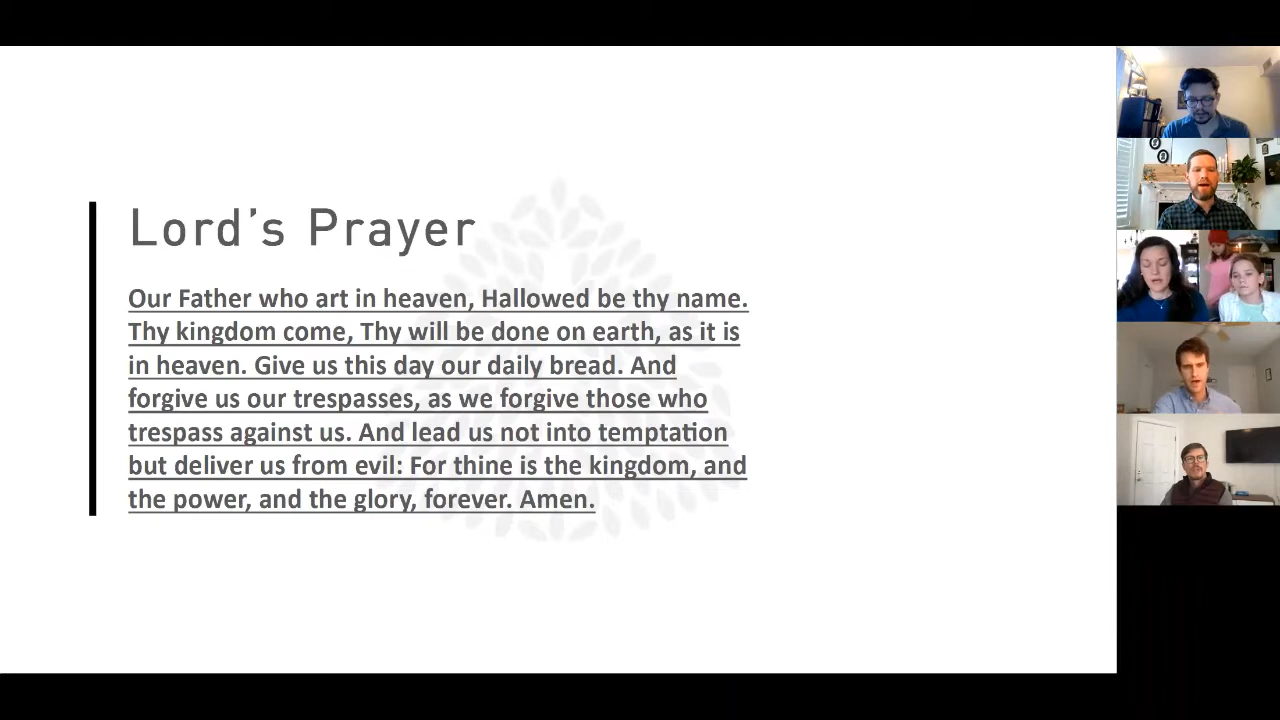 Lord's Prayer
Our Father who art in heaven, Hallowed be thy name.
Thy kingdom come, Thy will be done on earth, as it is
in heaven. Give us this day our daily bread. And
forgive us our trespasses, as we forgive those who
trespass against us. And lead us not into temptation
but deliver us from evil: For thine is the kingdom, and
the power, and the glory, forever. Amen.